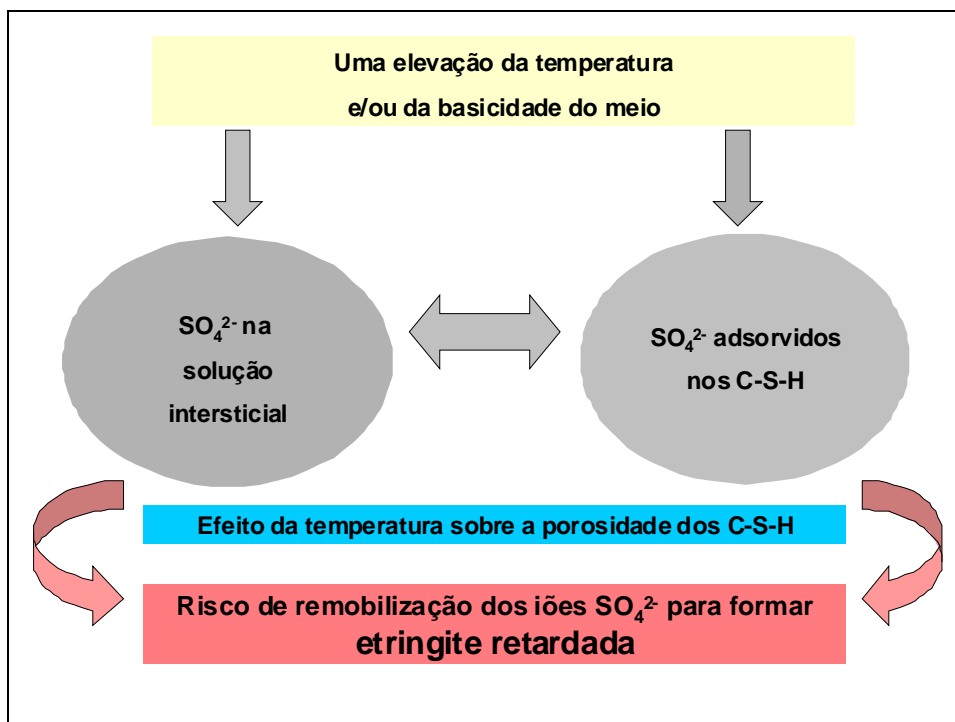 Uma elevação da temperatura
e/ou da basicidade do meio
SO₄²⁻ na
solução
intersticial
SO₄²⁻ adsorvidos
nos C-S-H
Efeito da temperatura sobre a porosidade dos C-S-H
Risco de remobilização dos iões SO₄²⁻ para formar
etringite retardada